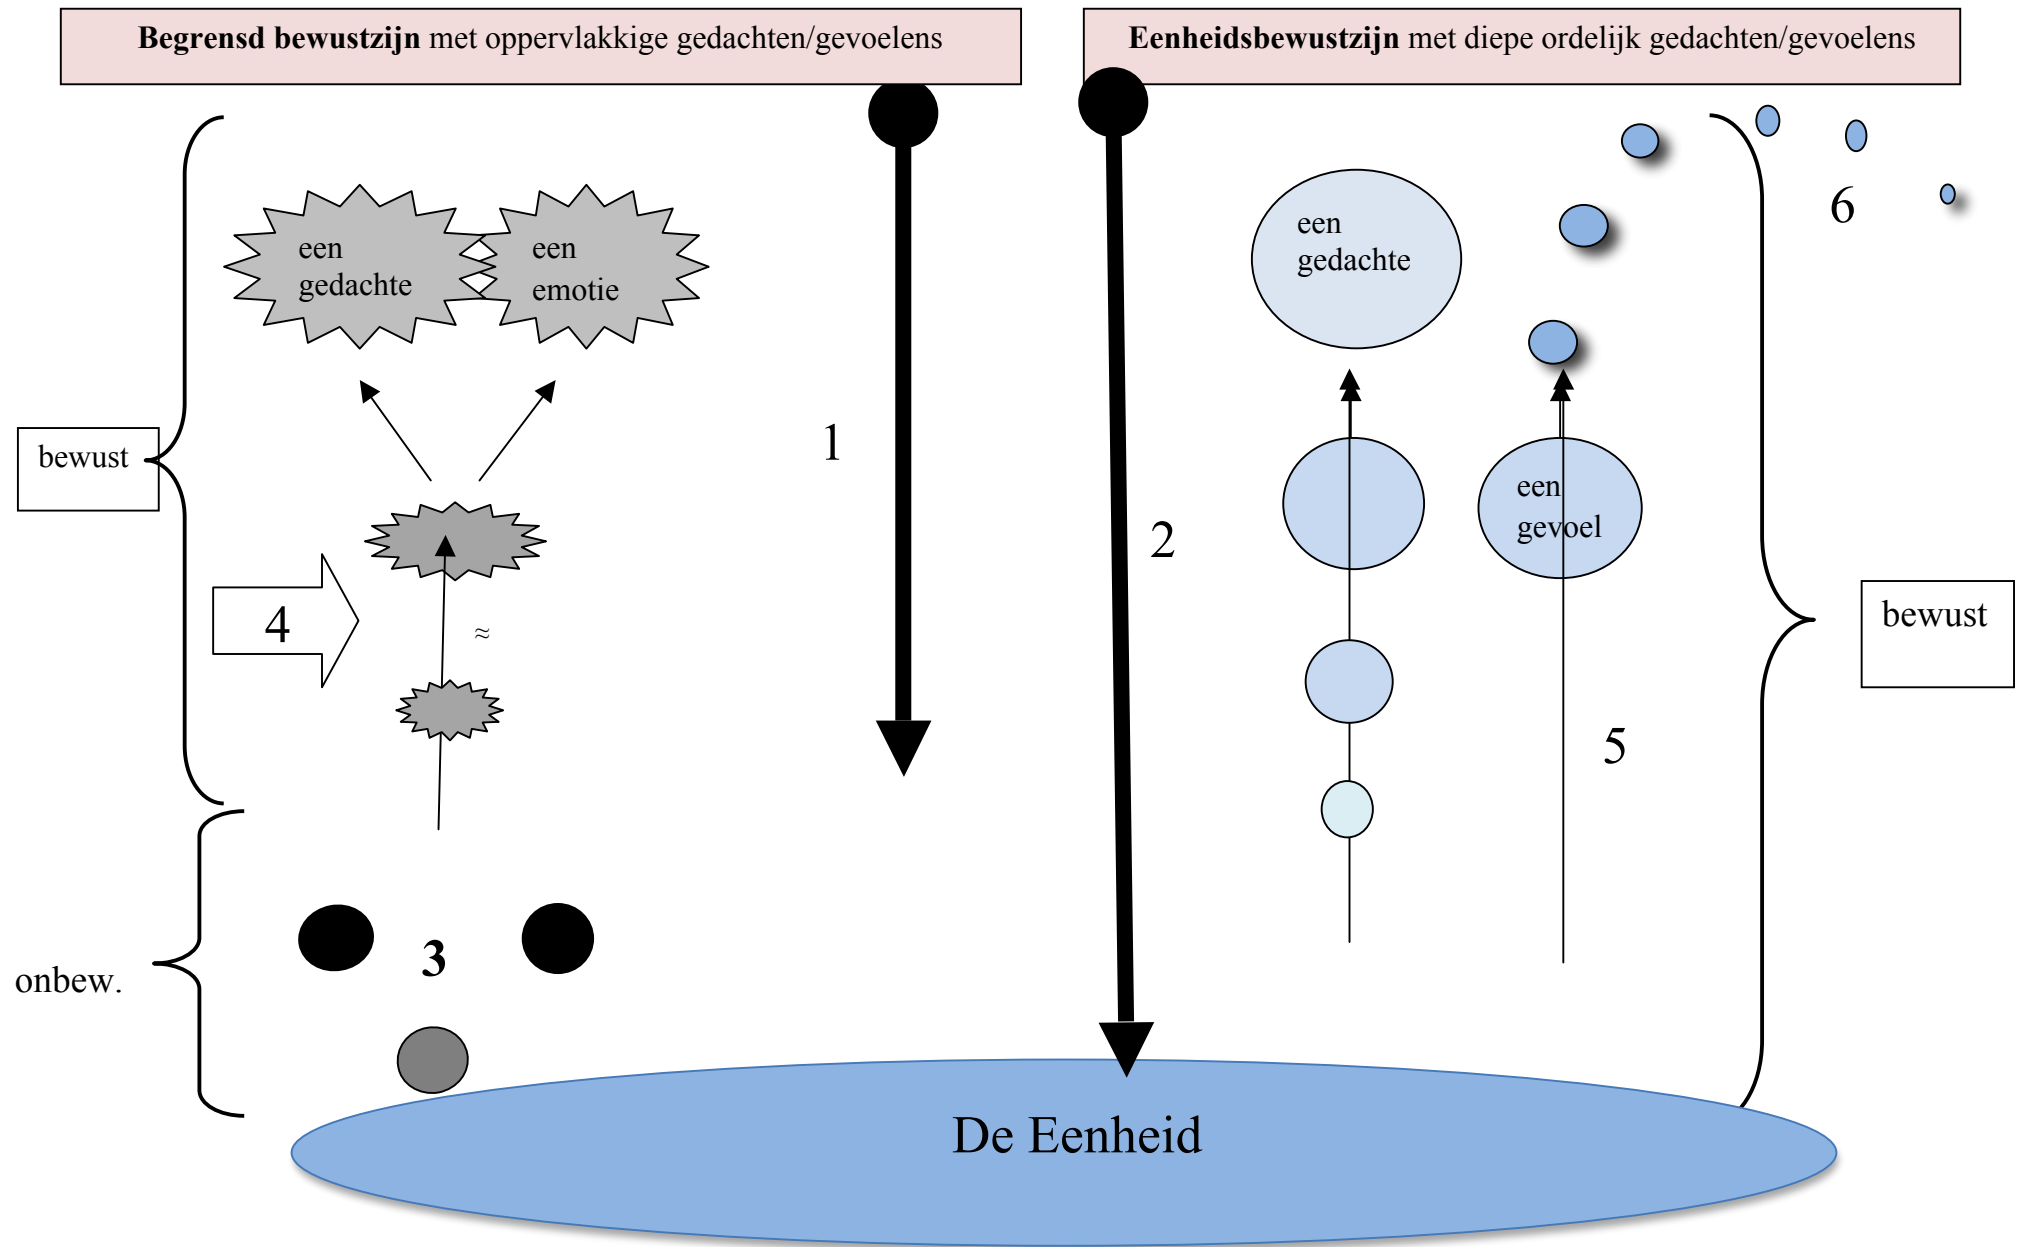 Begrensd bewustzijn met oppervlakkige gedachten/gevoelens
Eenheidsbewustzijn met diepe ordelijk gedachten/gevoelens
een
gedachte
een
emotie
bewust
1
4
≈
3
onbew.
een
gedachte
6
2
een
gevoel
5
bewust
De Eenheid